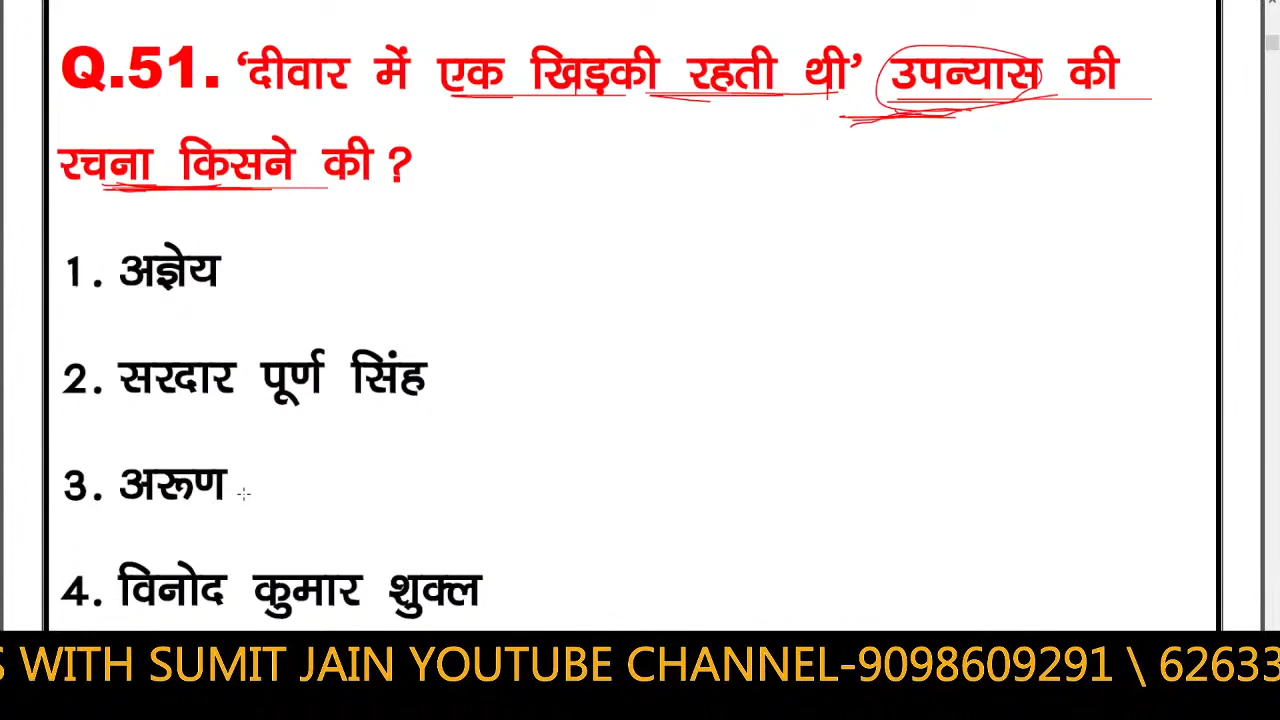 Q.51. ‘दीवार में एक खिड़की रहती थी’ उपन्यास की
रचना किसने की ?
1. अज्ञेय
2. सरदार पूर्ण सिंह
3. अरूण
4. विनोद कुमार शुक्ल
S WITH SUMIT JAIN YOUTUBE CHANNEL-9098609291 \ 62633